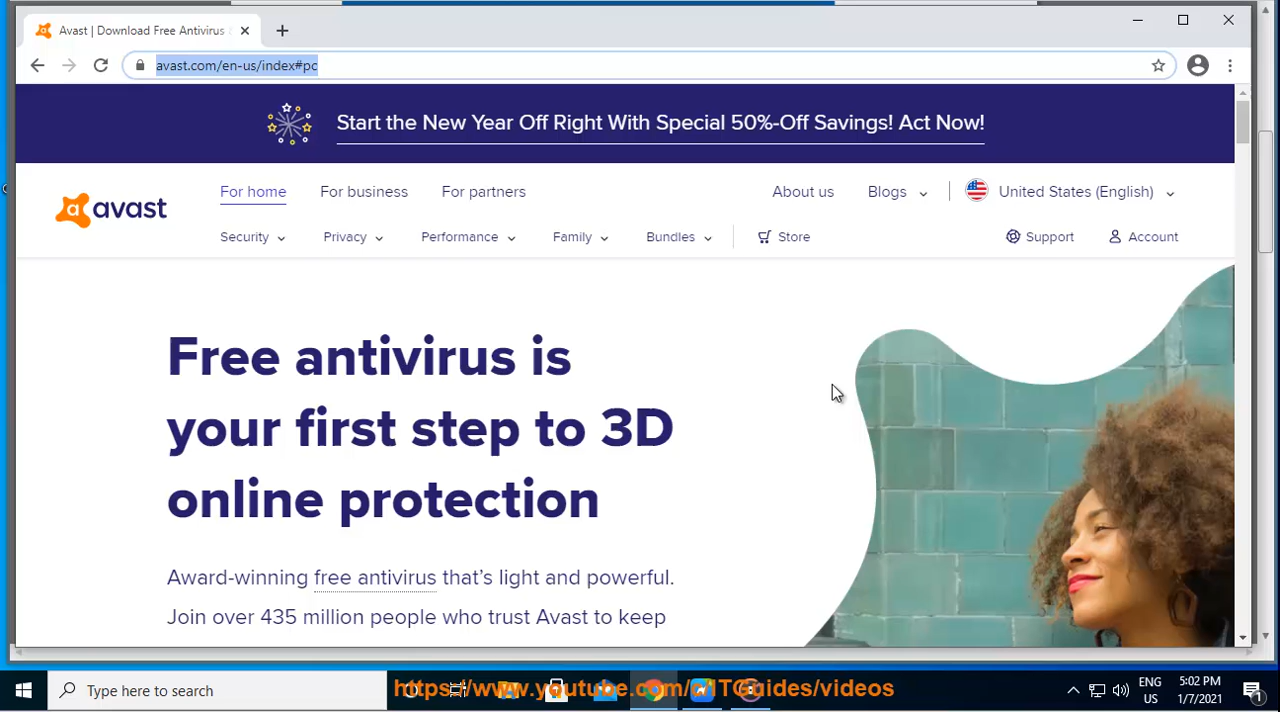 Avast | Download Free Antivirus
avast.com/en-us/index#pc
Start the New Year Off Right With Special 50%-Off Savings! Act Now!
avast
For home For business For partners About us Blogs United States (English)
Security Privacy Performance Family Bundles Store Support Account
Free antivirus is
your first step to 3D
online protection
Award-winning free antivirus that's light and powerful.
Join over 435 million people who trust Avast to keep
Type here to search
https://www.youtube.com/c/ITGuides/videos
ENG
US
5:02 PM
1/7/2021
1